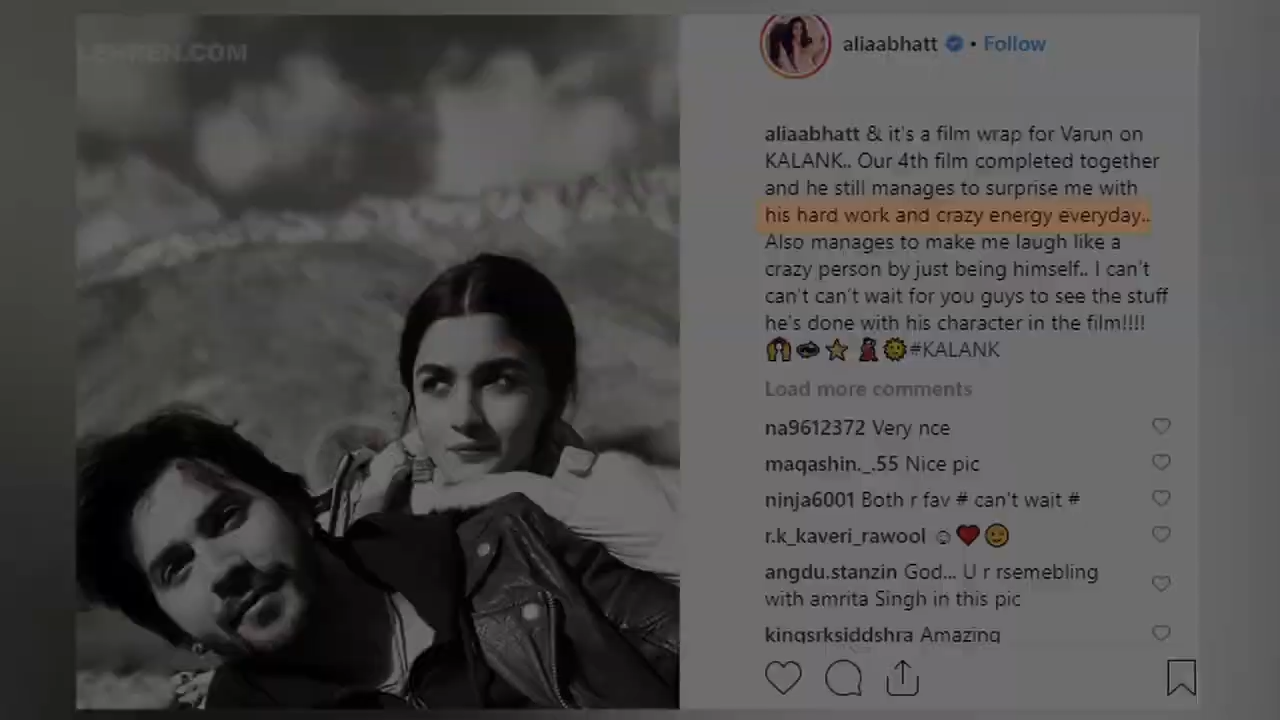 LEHREN.COM
aliaabhatt • Follow
aliaabhatt & it's a film wrap for Varun on
KALANK.. Our 4th film completed together
and he still manages to surprise me with
his hard work and crazy energy everyday..
Also manages to make me laugh like a
crazy person by just being himself.. I can't
can't can't wait for you guys to see the stuff
he's done with his character in the film!!!!
#KALANK
Load more comments
na9612372 Very nce
maqashin._.55 Nice pic
ninja6001 Both r fav # can't wait #
r.k_kaveri_rawool ☺❤😉
angdu.stanzin God... U r rsemebling
with amrita Singh in this pic
kingsrksiddshra Amazing